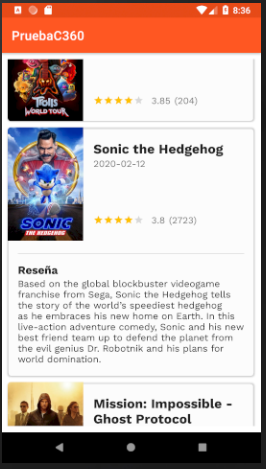 8:36
PruebaC360
TROLLS
WORLD TOUR
3.85 (204)
Sonic the Hedgehog
2020-02-12
SONIC
THE HEDGEHOG
3.8 (2723)
Reseña
Based on the global blockbuster videogame
franchise from Sega, Sonic the Hedgehog tells
the story of the world's speediest hedgehog
as he embraces his new home on Earth. In this
live-action adventure comedy, Sonic and his new
best friend team up to defend the planet from
the evil genius Dr. Robotnik and his plans for
world domination.
Mission: Impossible -
Ghost Protocol